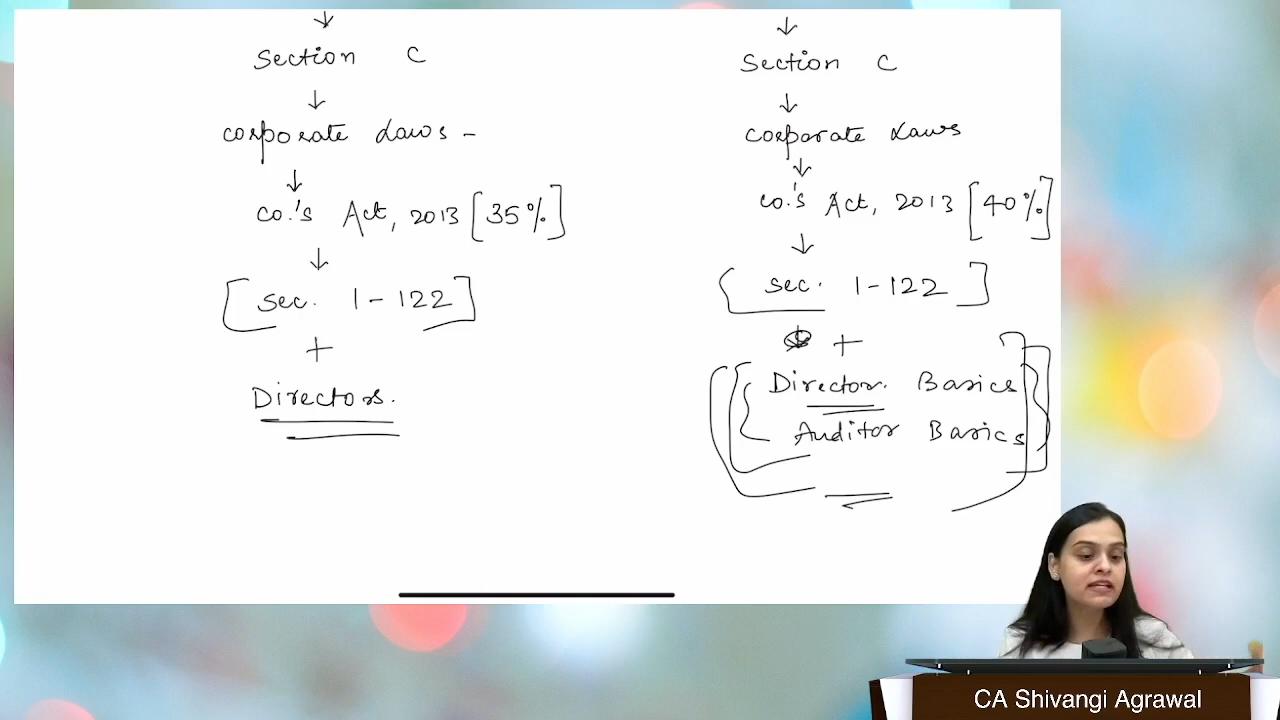 Section C
corporate Laws -
Co.'s Act, 2013 [35%]
[sec. 1-122]
+
Directors.
Section C
corporate Laws
Co.'s Act, 2013 [40%]
[sec. 1-122]
+
Director. Basics
Auditor Basics
CA Shivangi Agrawal